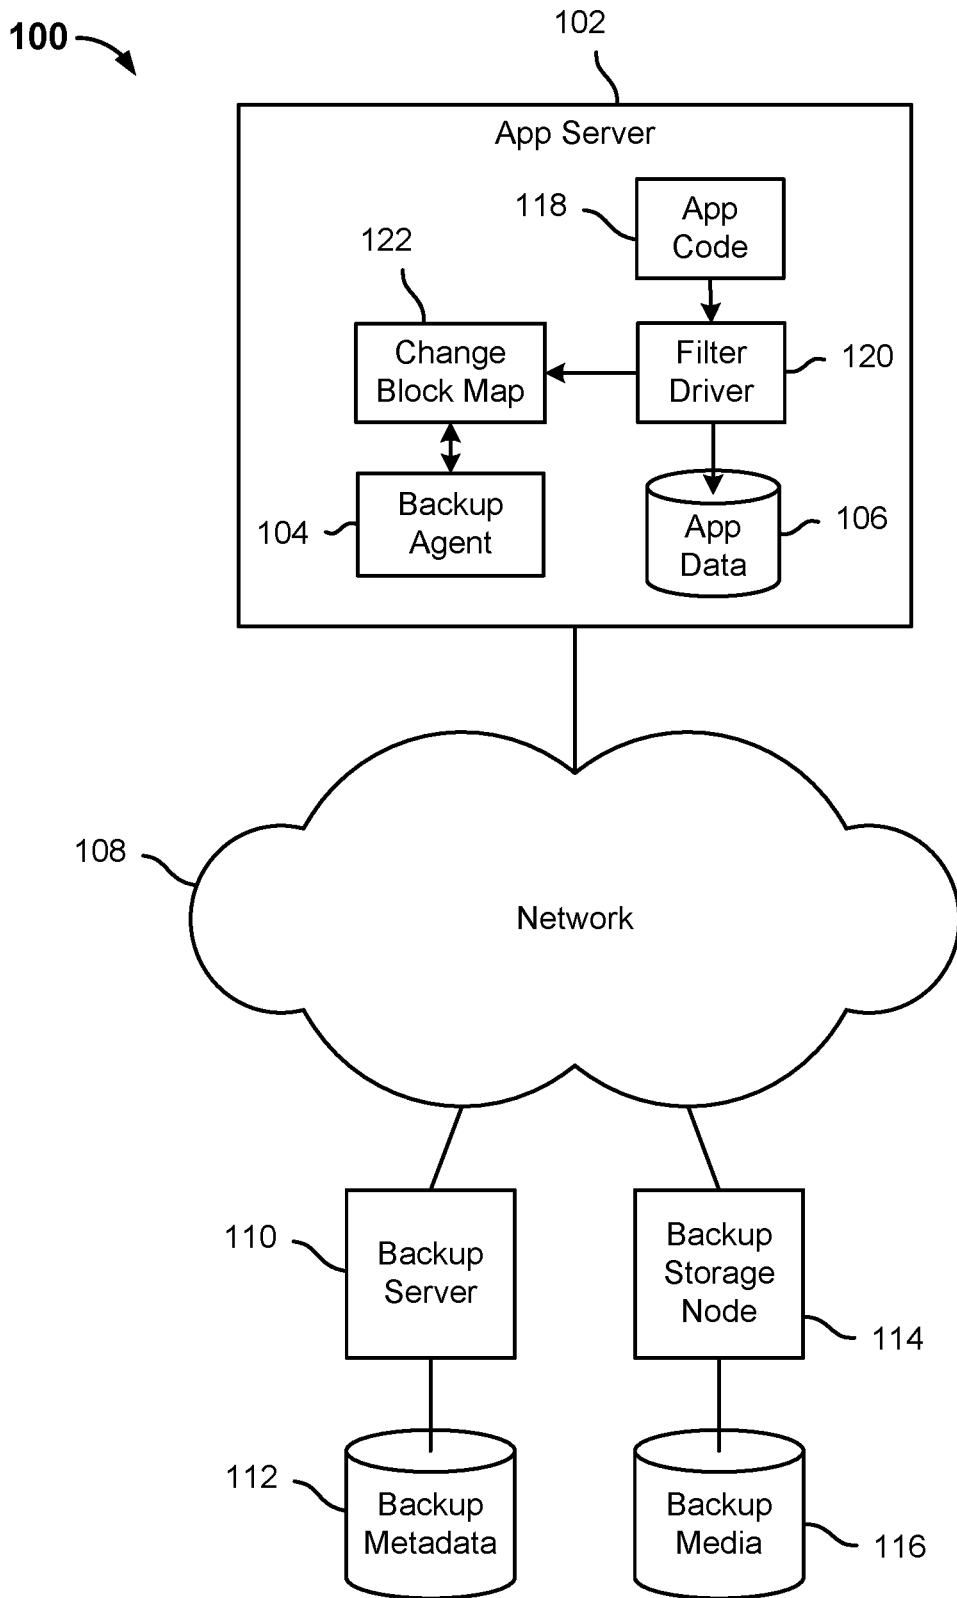 100
102
App Server
118
App
Code
122
Change
Block Map
Filter
Driver
120
104
Backup
Agent
App
Data
106
108
Network
110
Backup
Server
Backup
Storage
Node
114
112
Backup
Metadata
Backup
Media
116